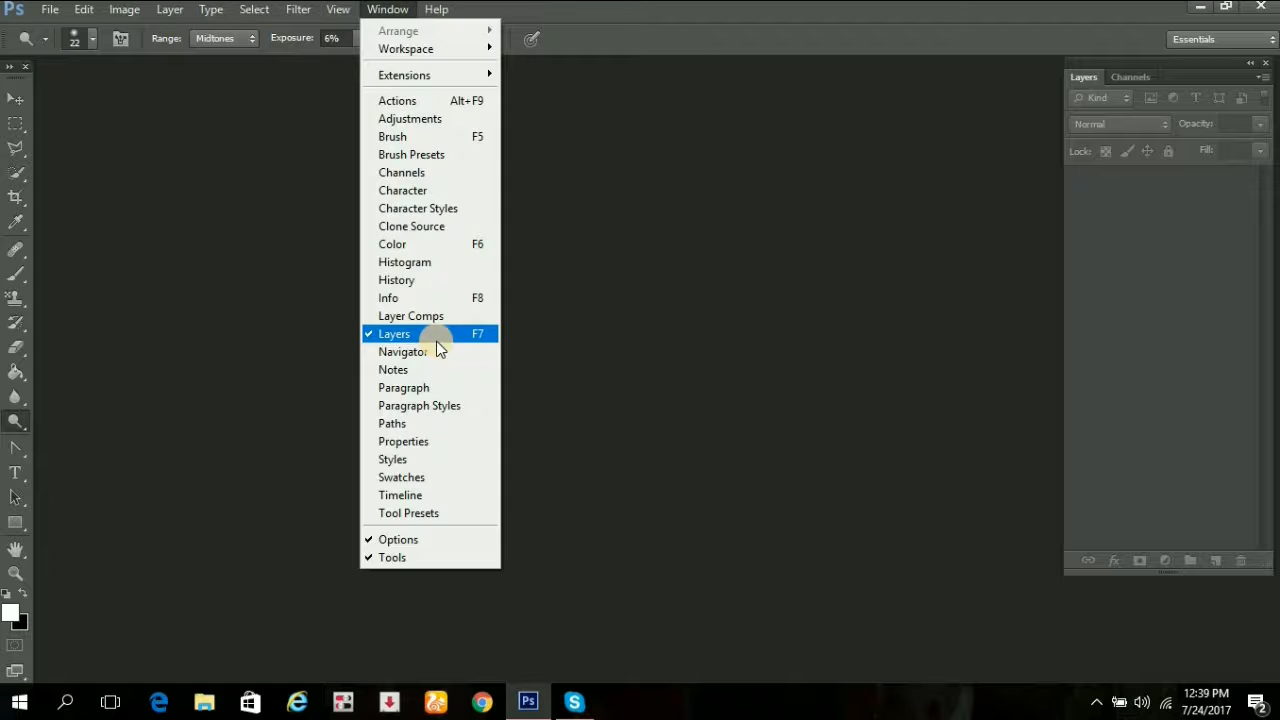 Ps File Edit Image Layer Type Select Filter View Window Help
22 Range: Midtones Exposure: 6% Essentials
Arrange
Workspace
Extensions
Actions Alt+F9
Adjustments
Brush F5
Brush Presets
Channels
Character
Character Styles
Clone Source
Color F6
Histogram
History
Info F8
Layer Comps
Layers F7
Navigator
Notes
Paragraph
Paragraph Styles
Paths
Properties
Styles
Swatches
Timeline
Tool Presets
Options
Tools
Layers Channels
Kind
Normal Opacity:
Lock: Fill:
fx
Ps
12:39 PM
7/24/2017
2